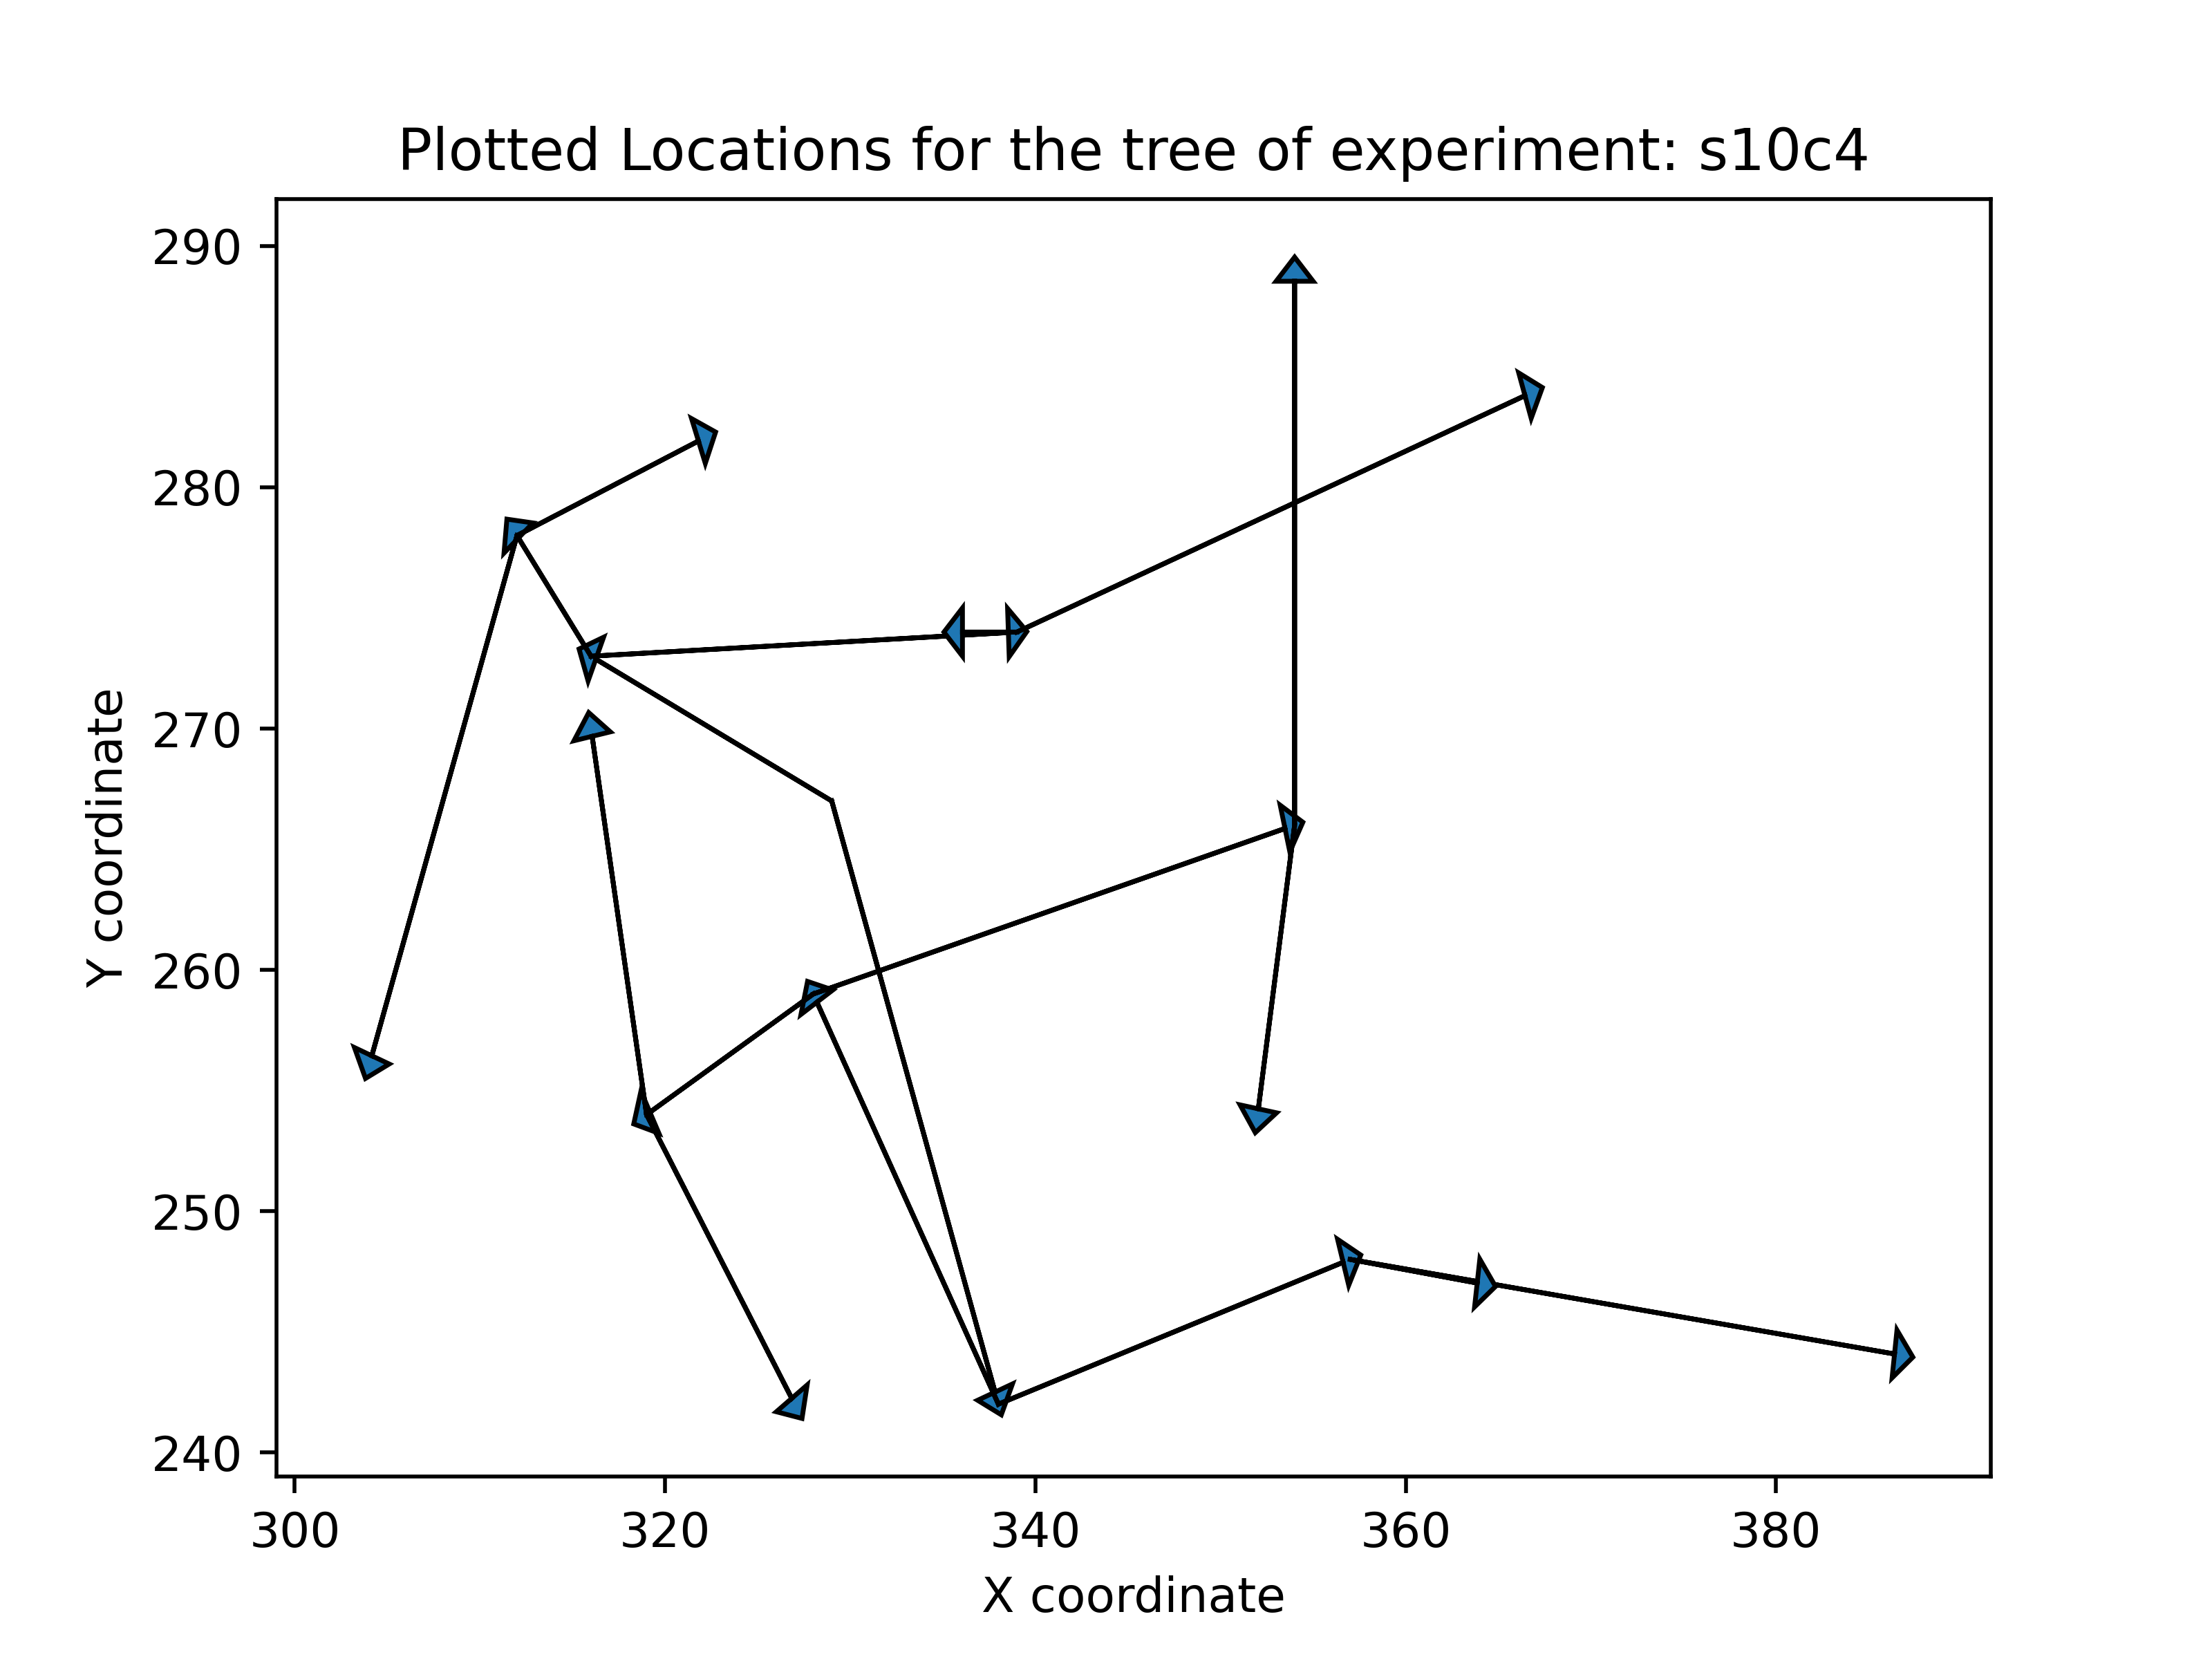 Plotted Locations for the tree of experiment: s10c4
290
280
270
260
250
240
Y coordinate
300 320 340 360 380
X coordinate